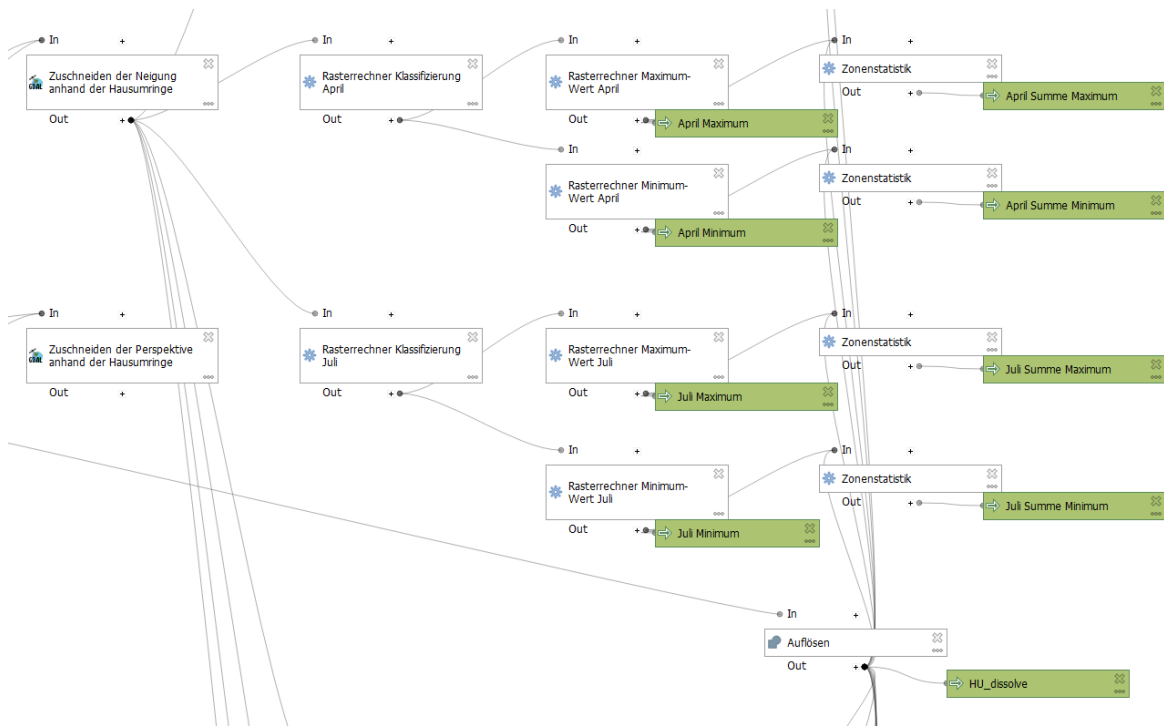 In
Zuschneiden der Neigung
anhand der Hausumringe
GDAL
Out
In
Rasterrechner Klassifizierung
April
Out
In
Rasterrechner Maximum-
Wert April
Out
April Maximum
In
Zonenstatistik
Out
April Summe Maximum
In
Rasterrechner Minimum-
Wert April
Out
April Minimum
In
Zonenstatistik
Out
April Summe Minimum
In
Zuschneiden der Perspektive
anhand der Hausumringe
GDAL
Out
In
Rasterrechner Klassifizierung
Juli
Out
In
Rasterrechner Maximum-
Wert Juli
Out
Juli Maximum
In
Zonenstatistik
Out
Juli Summe Maximum
In
Rasterrechner Minimum-
Wert Juli
Out
Juli Minimum
In
Zonenstatistik
Out
Juli Summe Minimum
In
Auflösen
Out
HU_dissolve